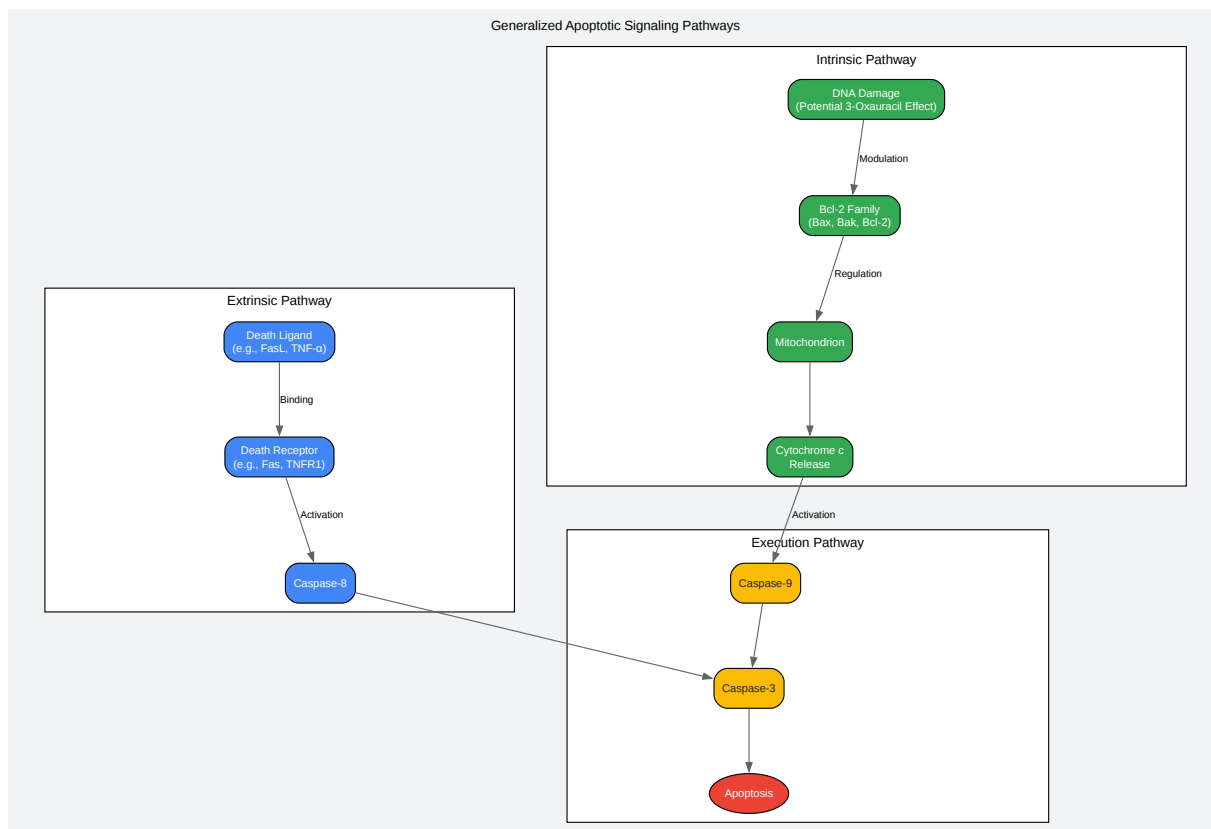 Generalized Apoptotic Signaling Pathways
Intrinsic Pathway
DNA Damage
(Potential 3-Oxauracil Effect)
Modulation
Bcl-2 Family
(Bax, Bak, Bcl-2)
Regulation
Mitochondrion
Cytochrome c
Release
Extrinsic Pathway
Death Ligand
(e.g., FasL, TNF-α)
Binding
Death Receptor
(e.g., Fas, TNFR1)
Activation
Caspase-8
Activation
Execution Pathway
Caspase-9
Caspase-3
Apoptosis